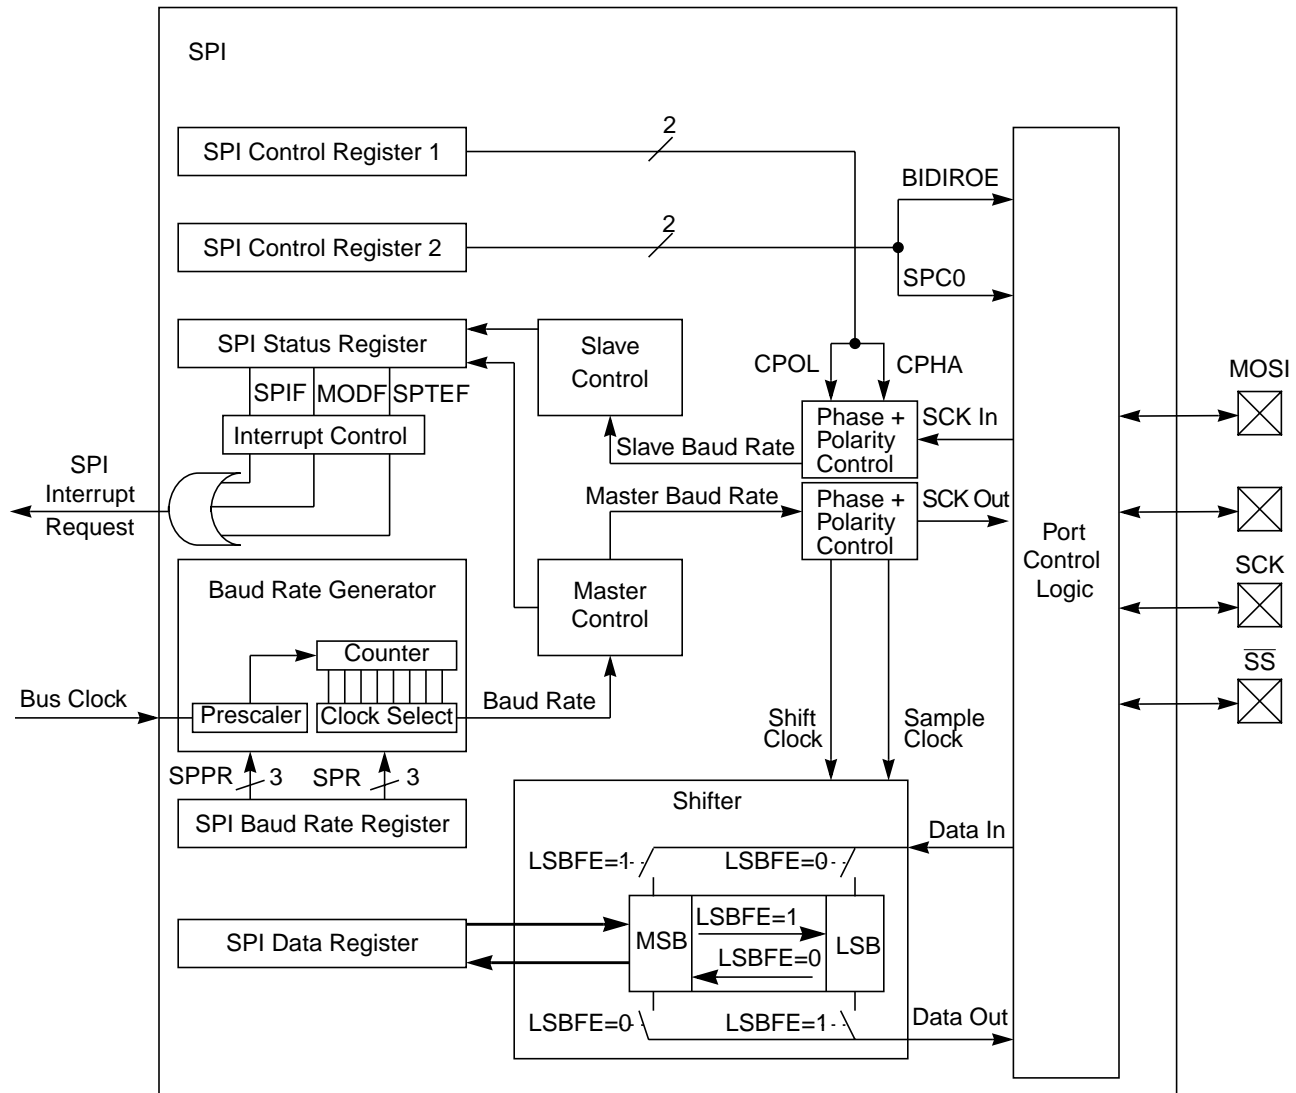 SPI
SPI Control Register 1
2
BIDIROE
SPI Control Register 2
2
SPC0
SPI Status Register
Slave
Control
CPOL
CPHA
MOSI
SPIF
MODF
SPTEF
Interrupt Control
Phase +
Polarity
Control
SCK In
Slave Baud Rate
SPI
Interrupt
Request
Master Baud Rate
Phase +
Polarity
Control
SCK Out
Port
Control
Logic
SCK
Baud Rate Generator
Master
Control
Counter
SS
Bus Clock
Prescaler
Clock Select
Baud Rate
Shift
Clock
Sample
Clock
SPPR
3
SPR
3
SPI Baud Rate Register
Shifter
Data In
LSBFE=1
LSBFE=0
SPI Data Register
MSB
LSBFE=1
LSBFE=0
LSB
LSBFE=0
LSBFE=1
Data Out